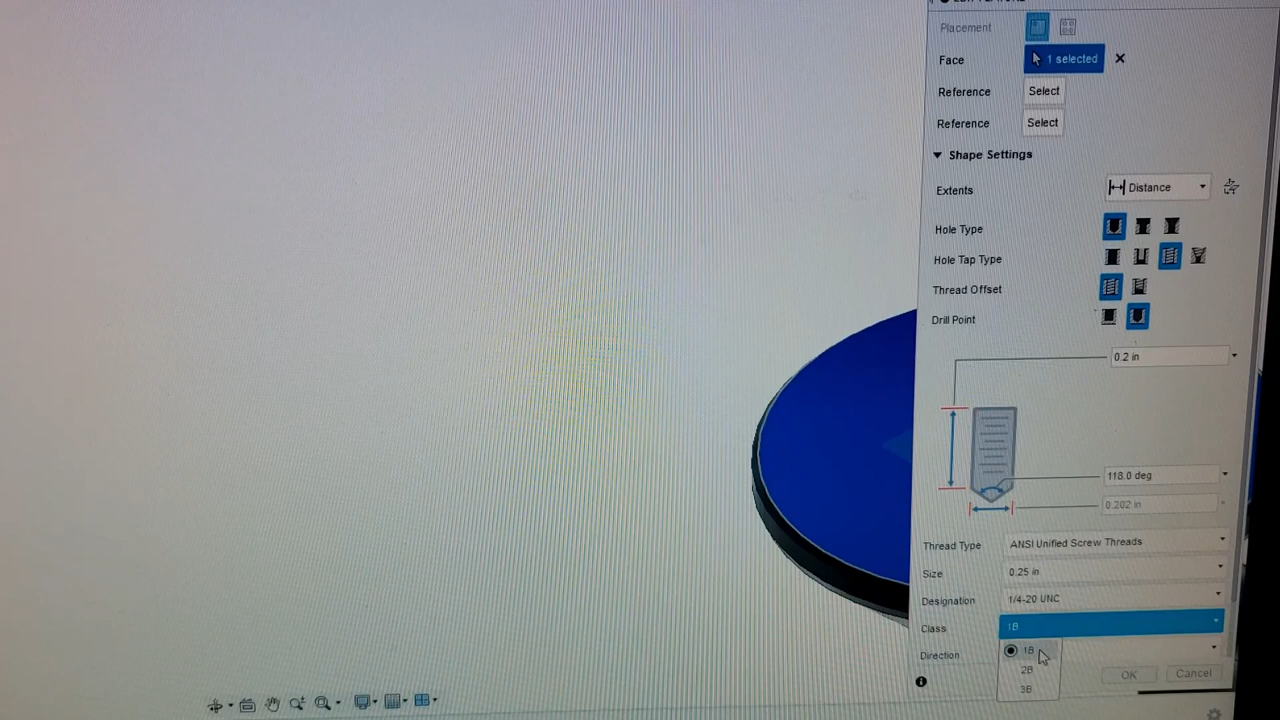 EDIT FEATURE
Placement
Face 1 selected
Reference Select
Reference Select
Shape Settings
Extents Distance
Hole Type
Hole Tap Type
Thread Offset
Drill Point
0.2 in
118.0 deg
0.202 in
Thread Type ANSI Unified Screw Threads
Size 0.25 in
Designation 1/4-20 UNC
Class 1B
1B
Direction
2B
OK Cancel
3B